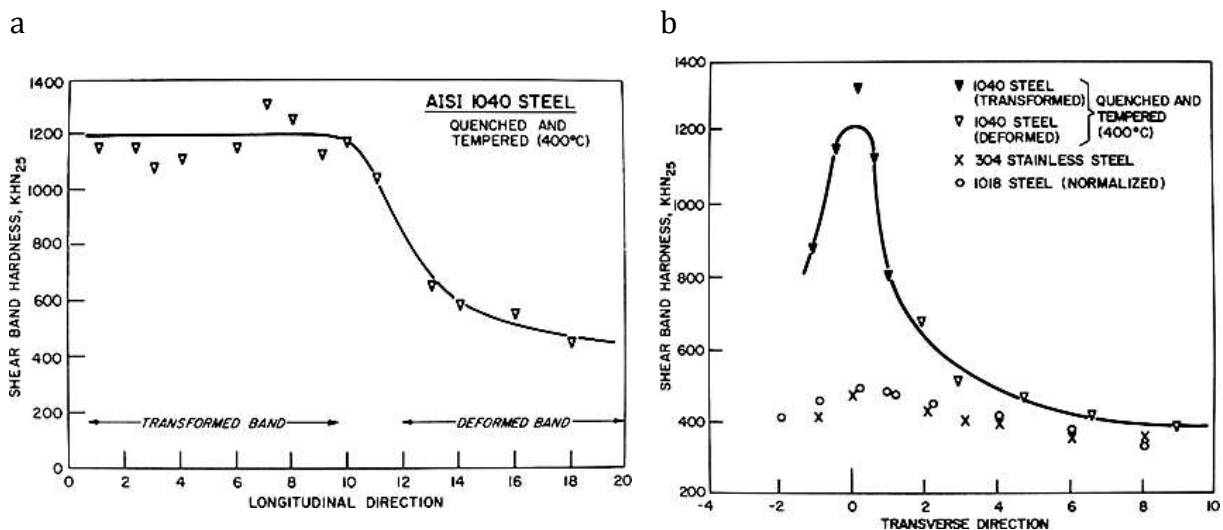 a
1400
1200
1000
800
600
400
200
0
SHEAR BAND HARDNESS, KHN25
AISI 1040 STEEL
QUENCHED AND
TEMPERED (400°C)
TRANSFORMED BAND
DEFORMED BAND
0 2 4 6 8 10 12 14 16 18 20
LONGITUDINAL DIRECTION
b
1400
1200
1000
800
600
400
200
SHEAR BAND HARDNESS, KHN25
1040 STEEL
(TRANSFORMED)
1040 STEEL
(DEFORMED)
QUENCHED AND
TEMPERED
(400°C)
304 STAINLESS STEEL
1018 STEEL (NORMALIZED)
-4 -2 0 2 4 6 8 10
TRANSVERSE DIRECTION